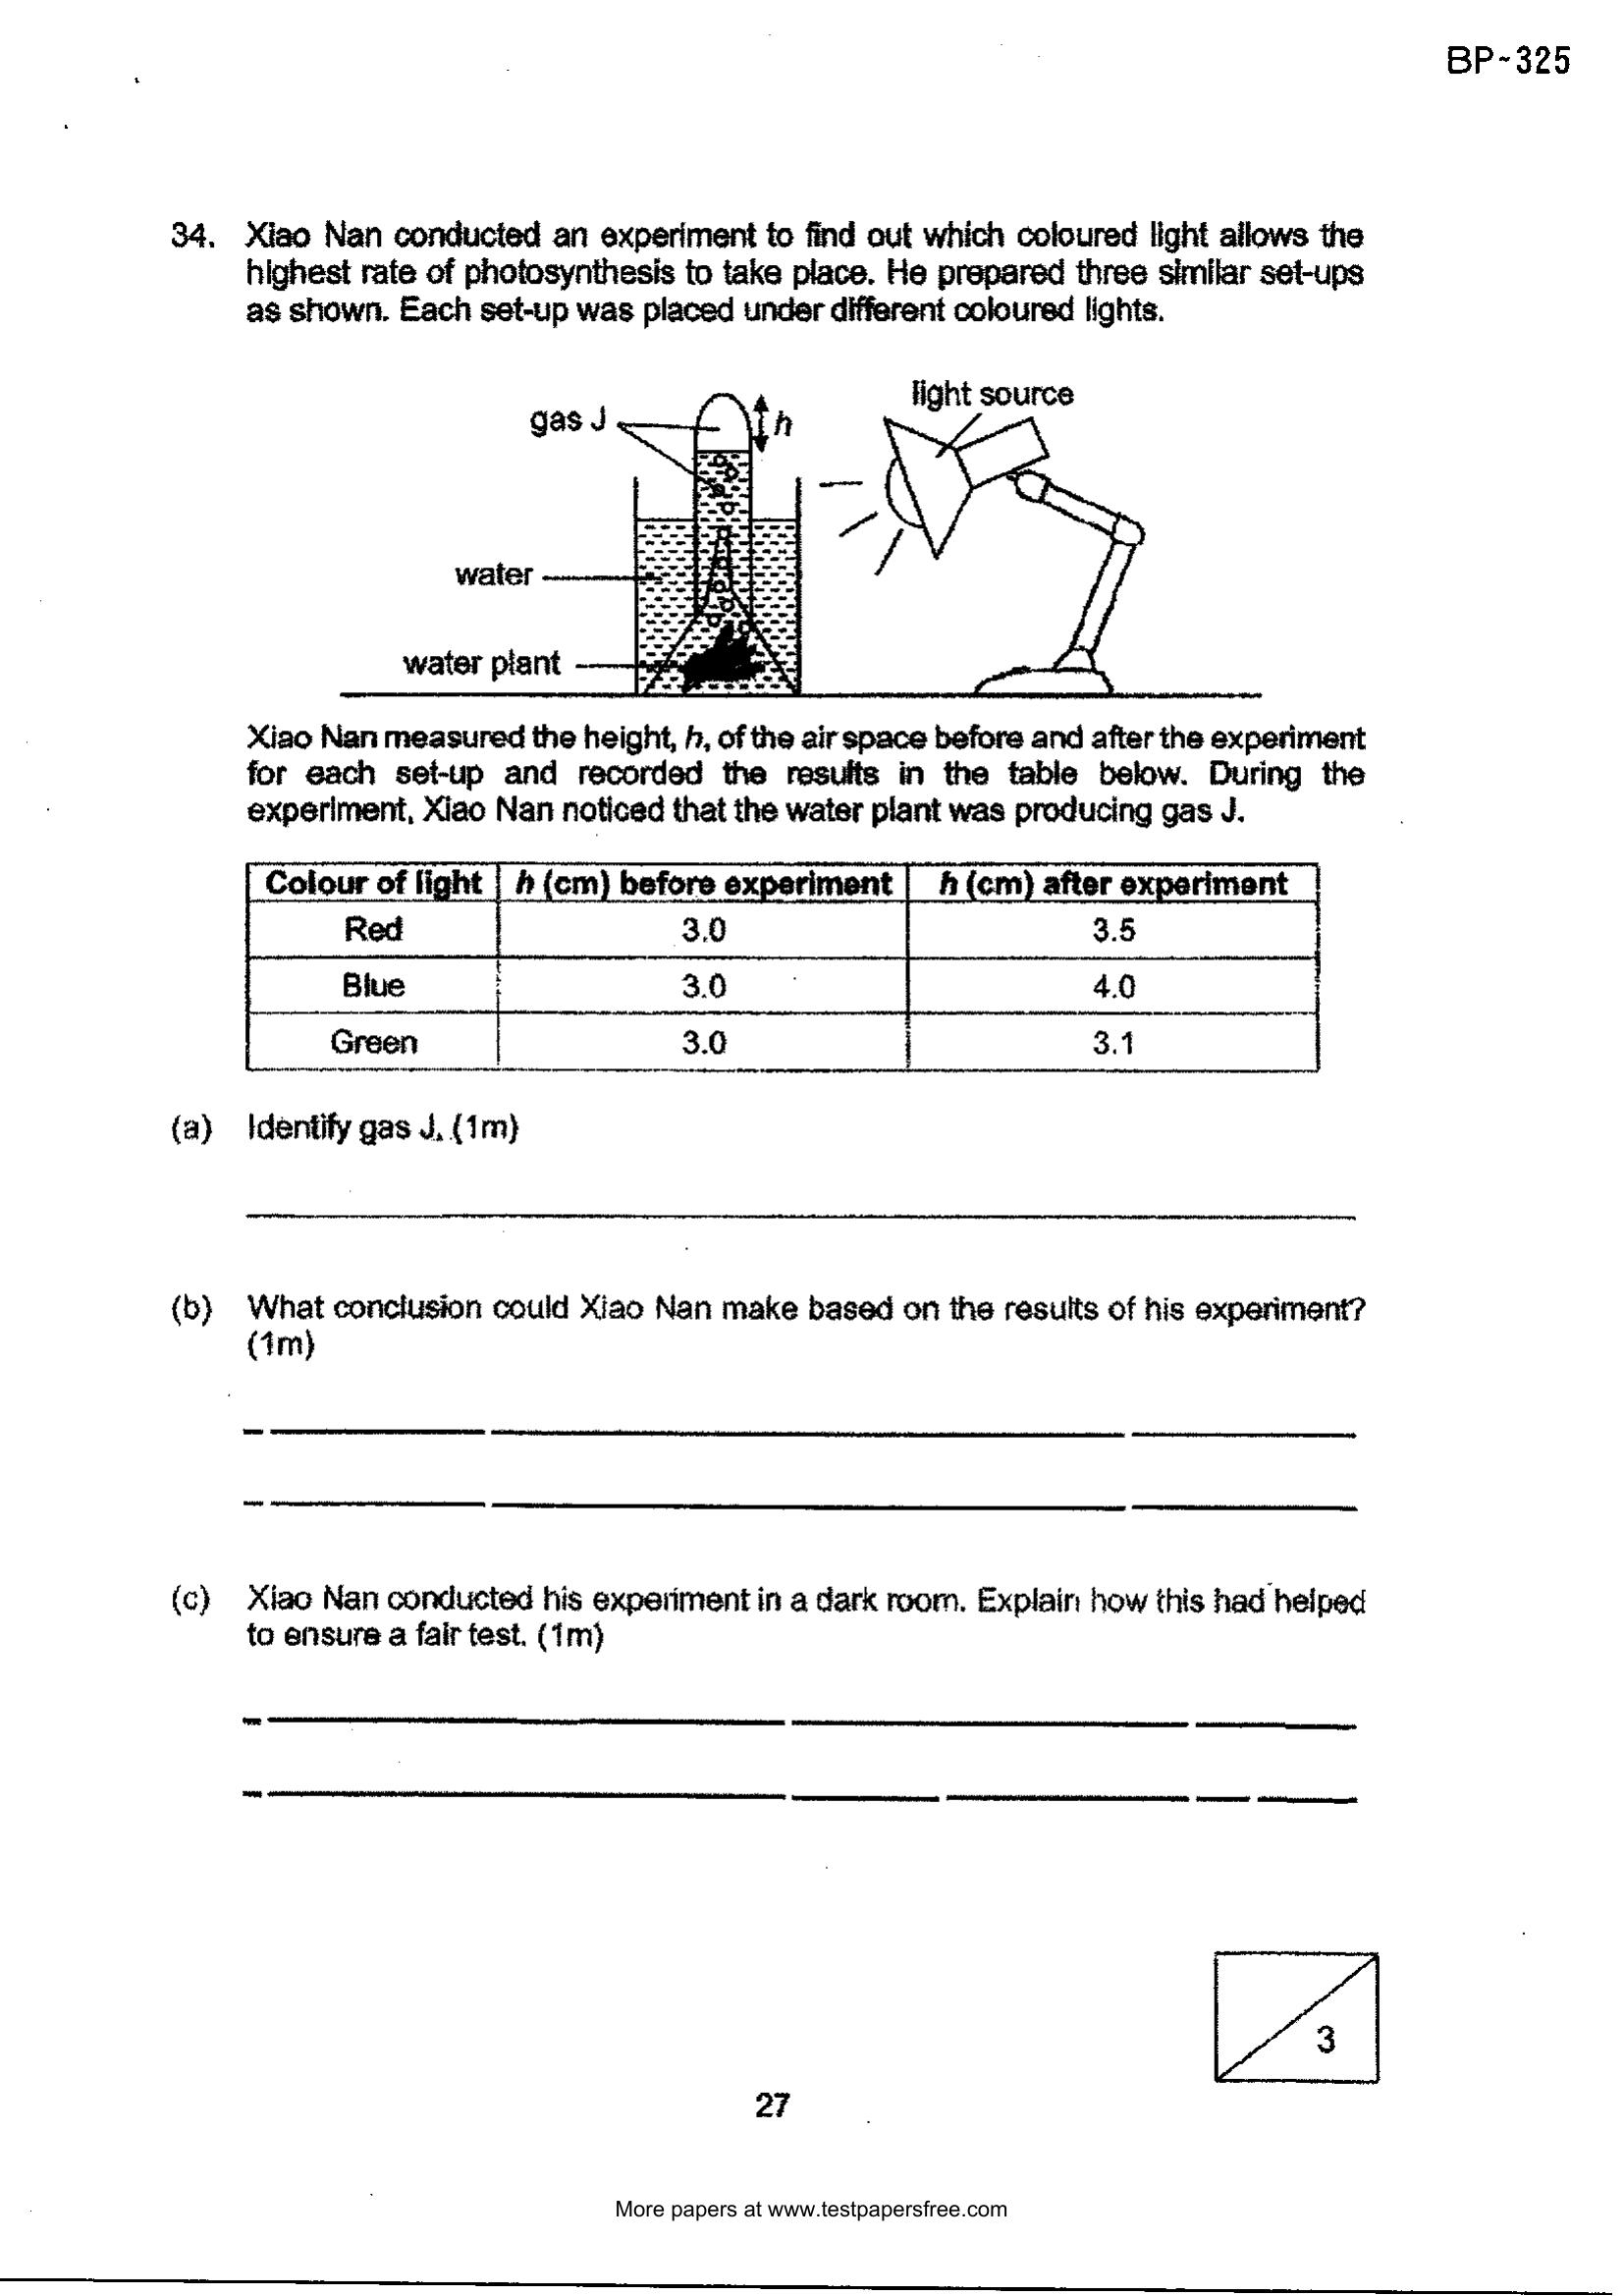 BP-325
34. Xiao Nan conducted an experiment to find out which coloured light allows the
highest rate of photosynthesis to take place. He prepared three similar set-ups
as shown. Each set-up was placed under different coloured lights.
light source
gas J
h
water
water plant
Xiao Nan measured the height, h, of the air space before and after the experiment
for each set-up and recorded the results in the table below. During the
experiment, Xiao Nan noticed that the water plant was producing gas J.
Colour of light h (cm) before experiment h (cm) after experiment
Red 3.0 3.5
Blue 3.0 4.0
Green 3.0 3.1
(a) Identify gas J. (1m)
(b) What conclusion could Xiao Nan make based on the results of his experiment?
(1m)
(c) Xiao Nan conducted his experiment in a dark room. Explain how this had helped
to ensure a fair test. (1m)
3
27
More papers at www.testpapersfree.com